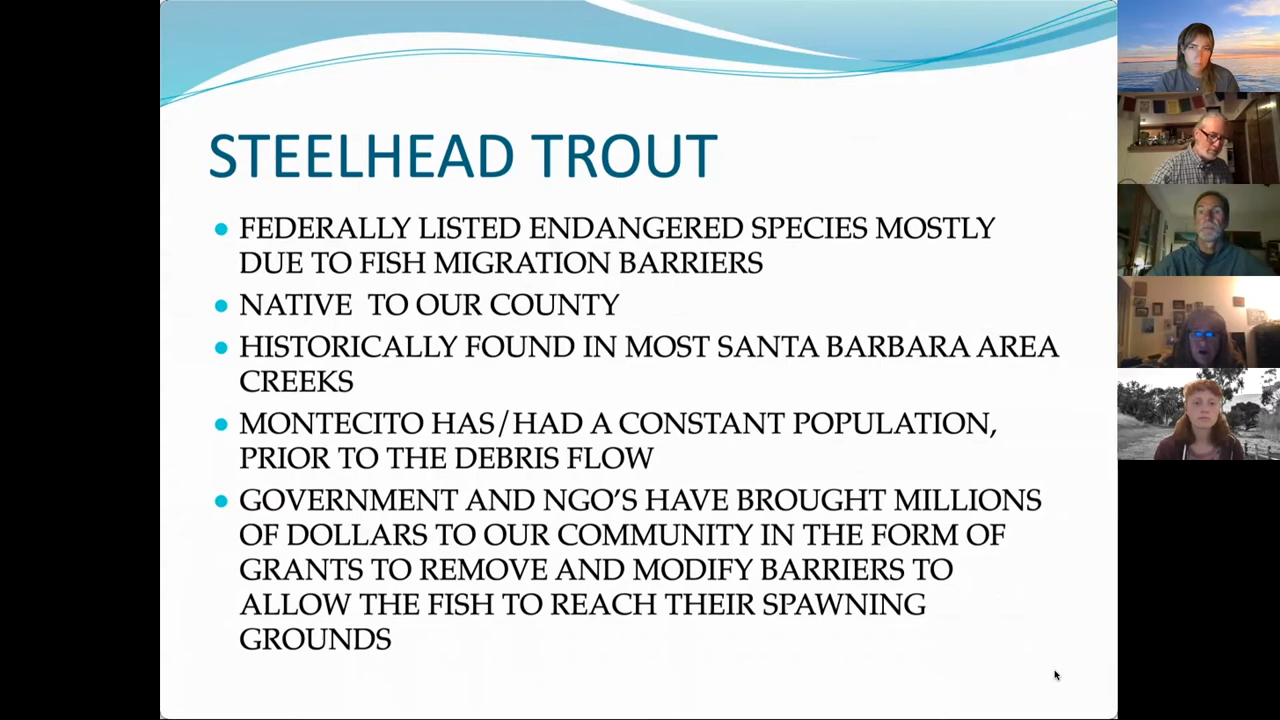 STEELHEAD TROUT
FEDERALLY LISTED ENDANGERED SPECIES MOSTLY
DUE TO FISH MIGRATION BARRIERS
NATIVE TO OUR COUNTY
HISTORICALLY FOUND IN MOST SANTA BARBARA AREA
CREEKS
MONTECITO HAS/HAD A CONSTANT POPULATION,
PRIOR TO THE DEBRIS FLOW
GOVERNMENT AND NGO'S HAVE BROUGHT MILLIONS
OF DOLLARS TO OUR COMMUNITY IN THE FORM OF
GRANTS TO REMOVE AND MODIFY BARRIERS TO
ALLOW THE FISH TO REACH THEIR SPAWNING
GROUNDS